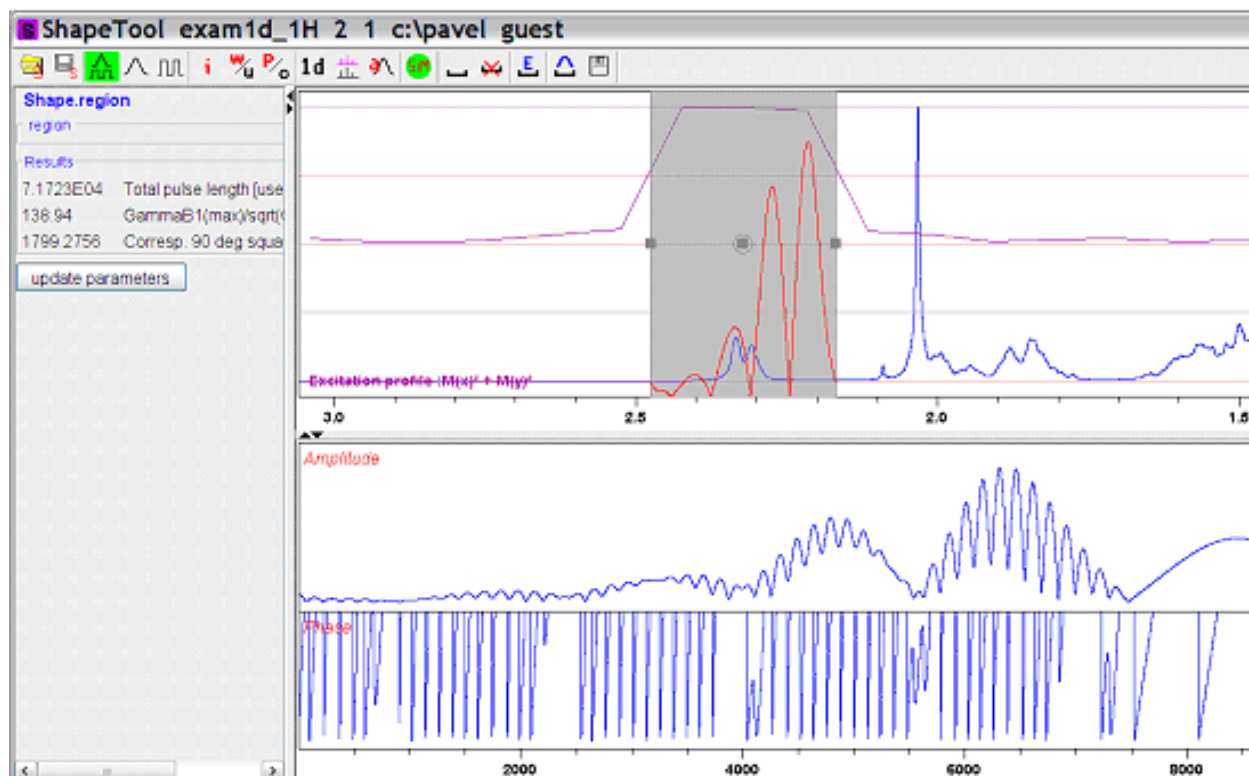 ShapeTool exam1d_1H 2 1 c:\pavel guest
S W/u P/o 1d SM E
Shape.region
region
Results
7.1723E04 Total pulse length [use
138.94 GammaB1(max)/sqrt(
1799.2756 Corresp. 90 deg squa
update parameters
Excitation profile |M(x)² + M(y)²
3.0 2.5 2.0 1.5
Amplitude
Phase
2000 4000 6000 8000